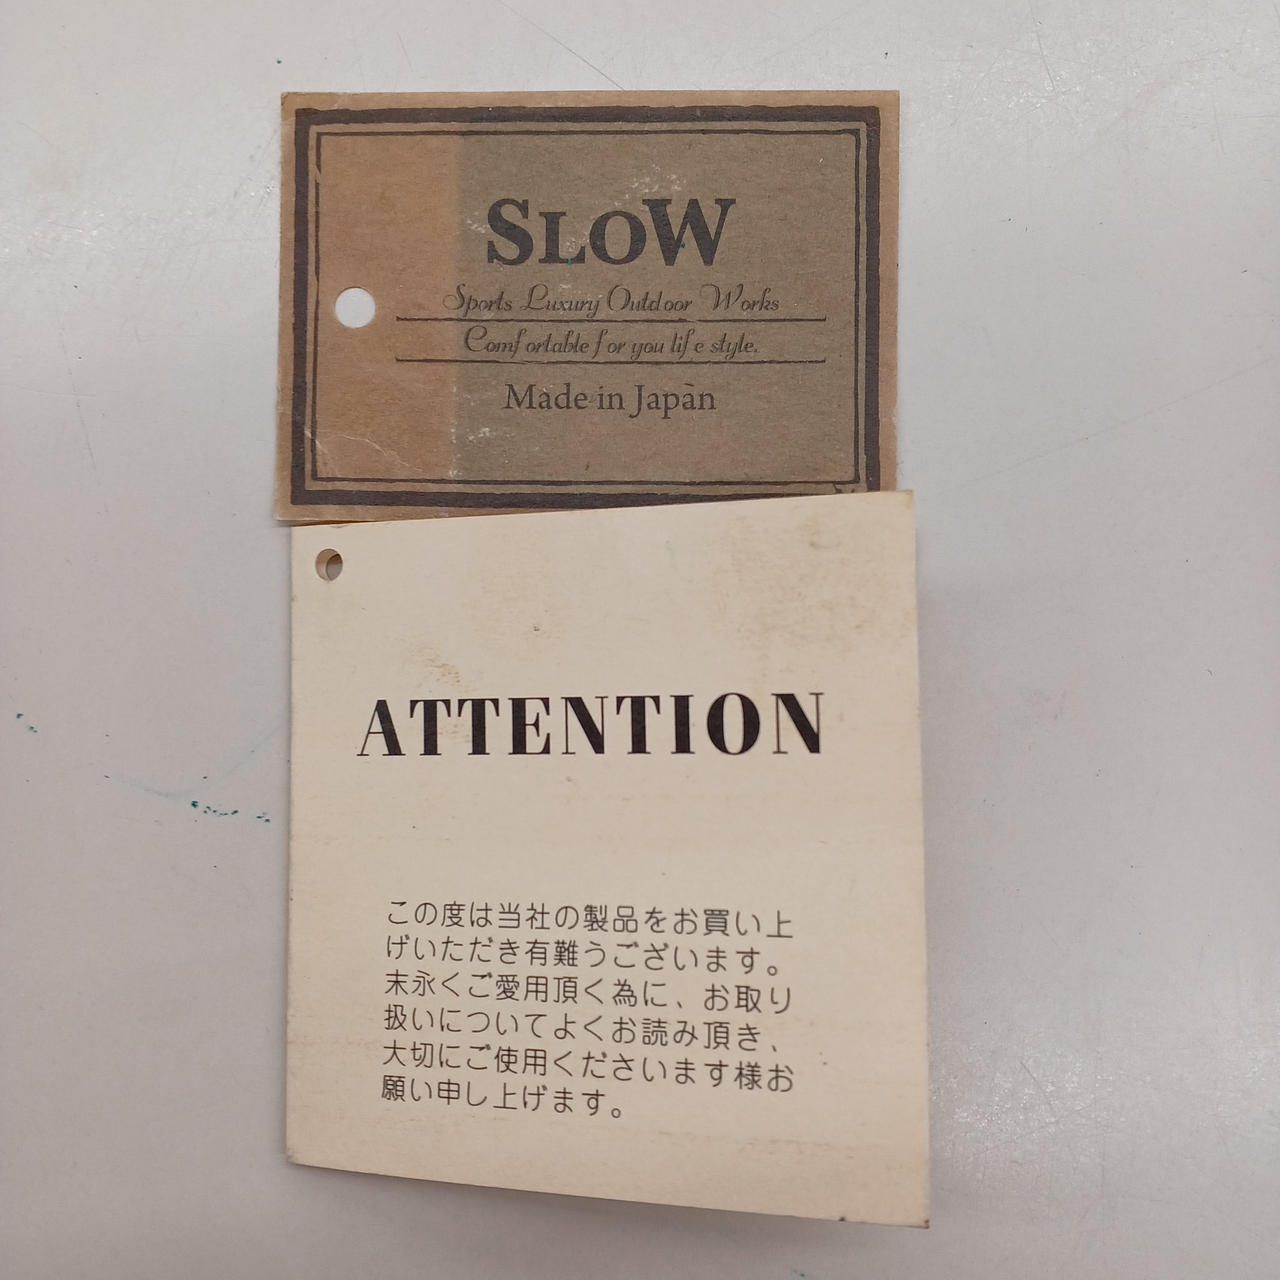 SLOW
Sports Luxury Outdoor Works
Comfortable for you life style.
Made in Japan
ATTENTION
この度は当社の製品をお買い上
げいただき有難うございます。
末永くご愛用頂く為に、お取り
扱いについてよくお読み頂き、
大切にご使用くださいます様お
願い申し上げます。